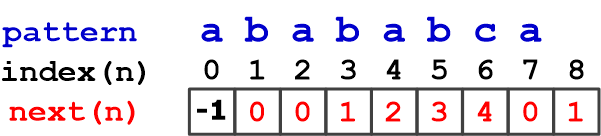 pattern a b a b a b c a
index(n) 0 1 2 3 4 5 6 7 8
next(n) -1 0 0 1 2 3 4 0 1